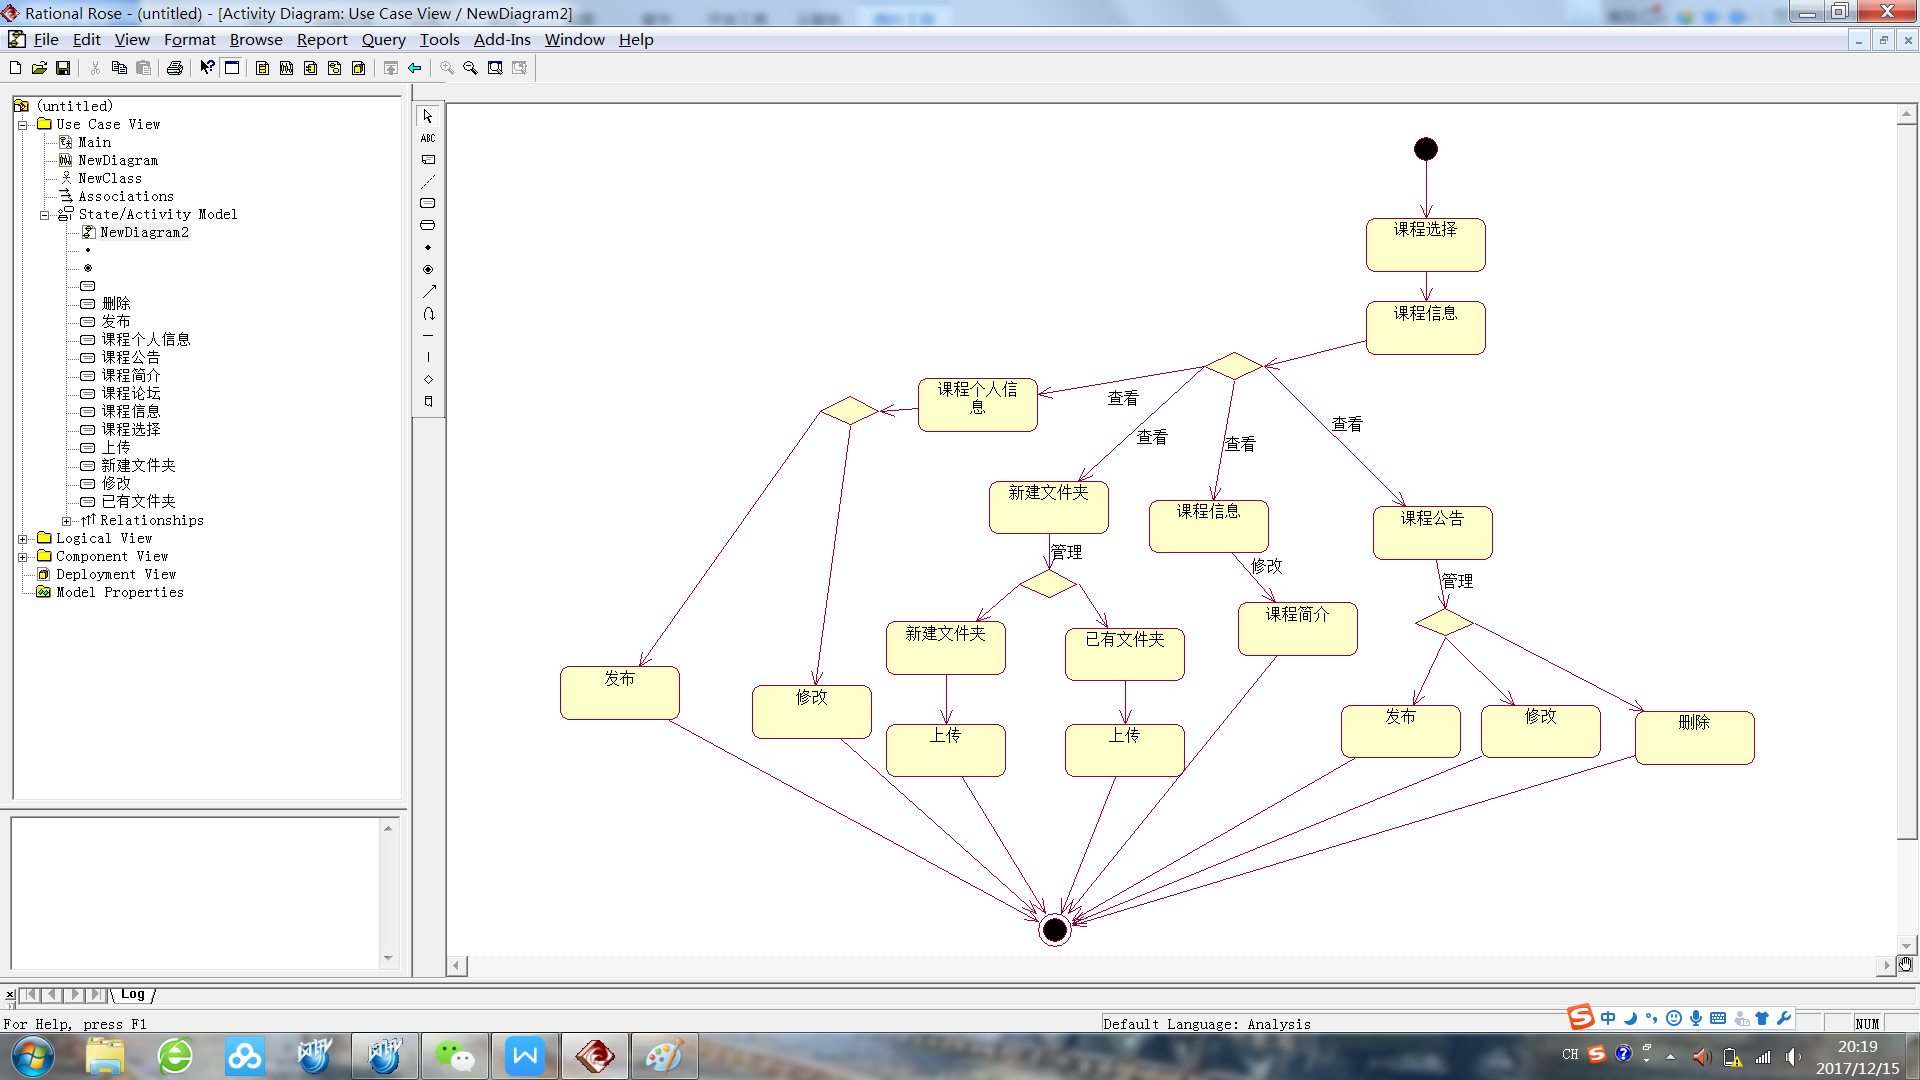 Rational Rose - (untitled) - [Activity Diagram: Use Case View / NewDiagram2]
File Edit View Format Browse Report Query Tools Add-Ins Window Help
(untitled)
Use Case View
Main
NewDiagram
NewClass
Associations
State/Activity Model
NewDiagram2
删除
发布
课程个人信息
课程公告
课程简介
课程论坛
课程信息
课程选择
上传
新建文件夹
修改
已有文件夹
Relationships
Logical View
Component View
Deployment View
Model Properties
ABC
课程选择
课程信息
课程个人信
息
查看
查看
查看
查看
新建文件夹
课程信息
课程公告
管理
修改
管理
新建文件夹
已有文件夹
课程简介
发布
修改
上传
上传
发布
修改
删除
Log
For Help, press F1
Default Language: Analysis
中
NUM
CH
20:19
2017/12/15